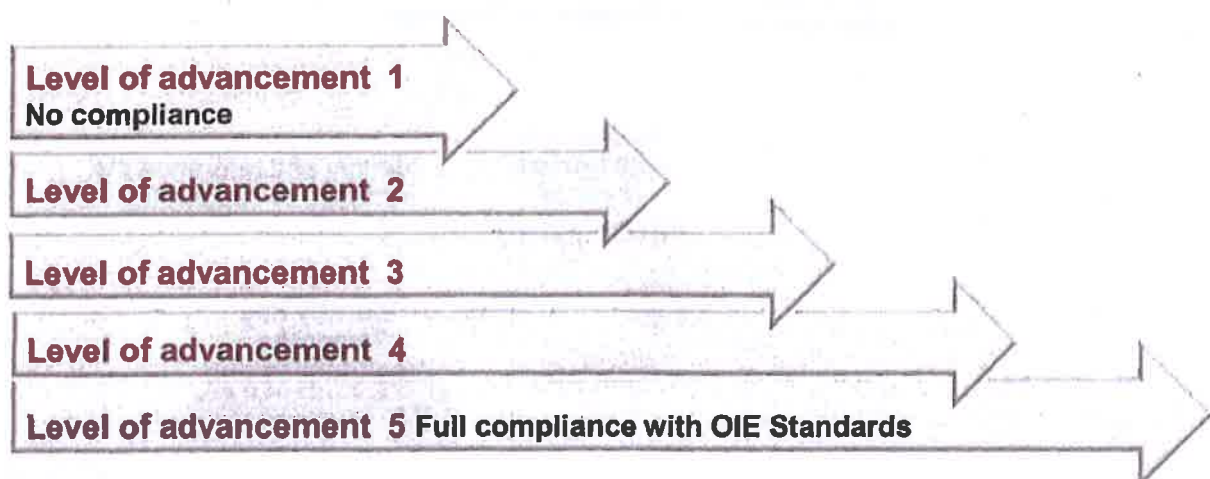 Level of advancement 1
No compliance
Level of advancement 2
Level of advancement 3
Level of advancement 4
Level of advancement 5 Full compliance with OIE Standards